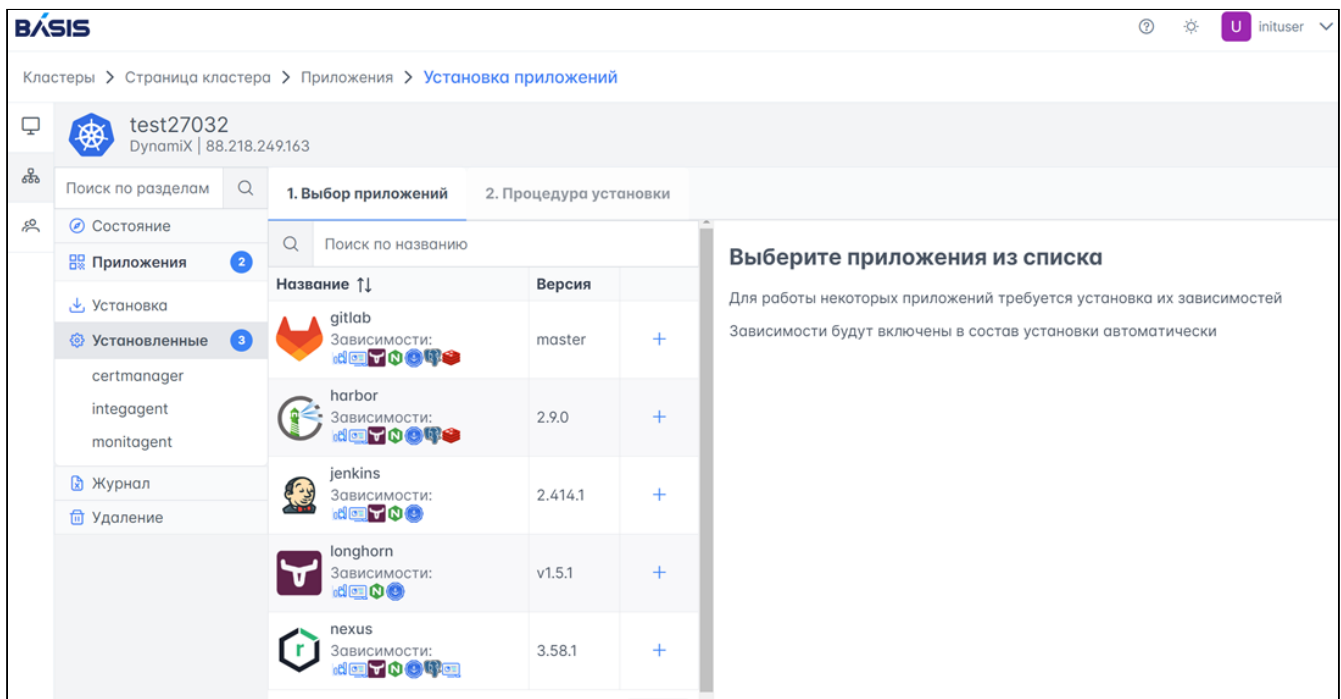 BASIS
U inituser
Кластеры > Страница кластера > Приложения > Установка приложений
test27032
DynamiX | 88.218.249.163
Поиск по разделам
Состояние
Приложения 2
Установка
Установленные 3
certmanager
integagent
monitagent
Журнал
Удаление
1. Выбор приложений
2. Процедура установки
Поиск по названию
Название
Версия
gitlab
Зависимости:
master
+
harbor
Зависимости:
2.9.0
+
jenkins
Зависимости:
2.414.1
+
longhorn
Зависимости:
v1.5.1
+
nexus
Зависимости:
3.58.1
+
Выберите приложения из списка
Для работы некоторых приложений требуется установка их зависимостей
Зависимости будут включены в состав установки автоматически